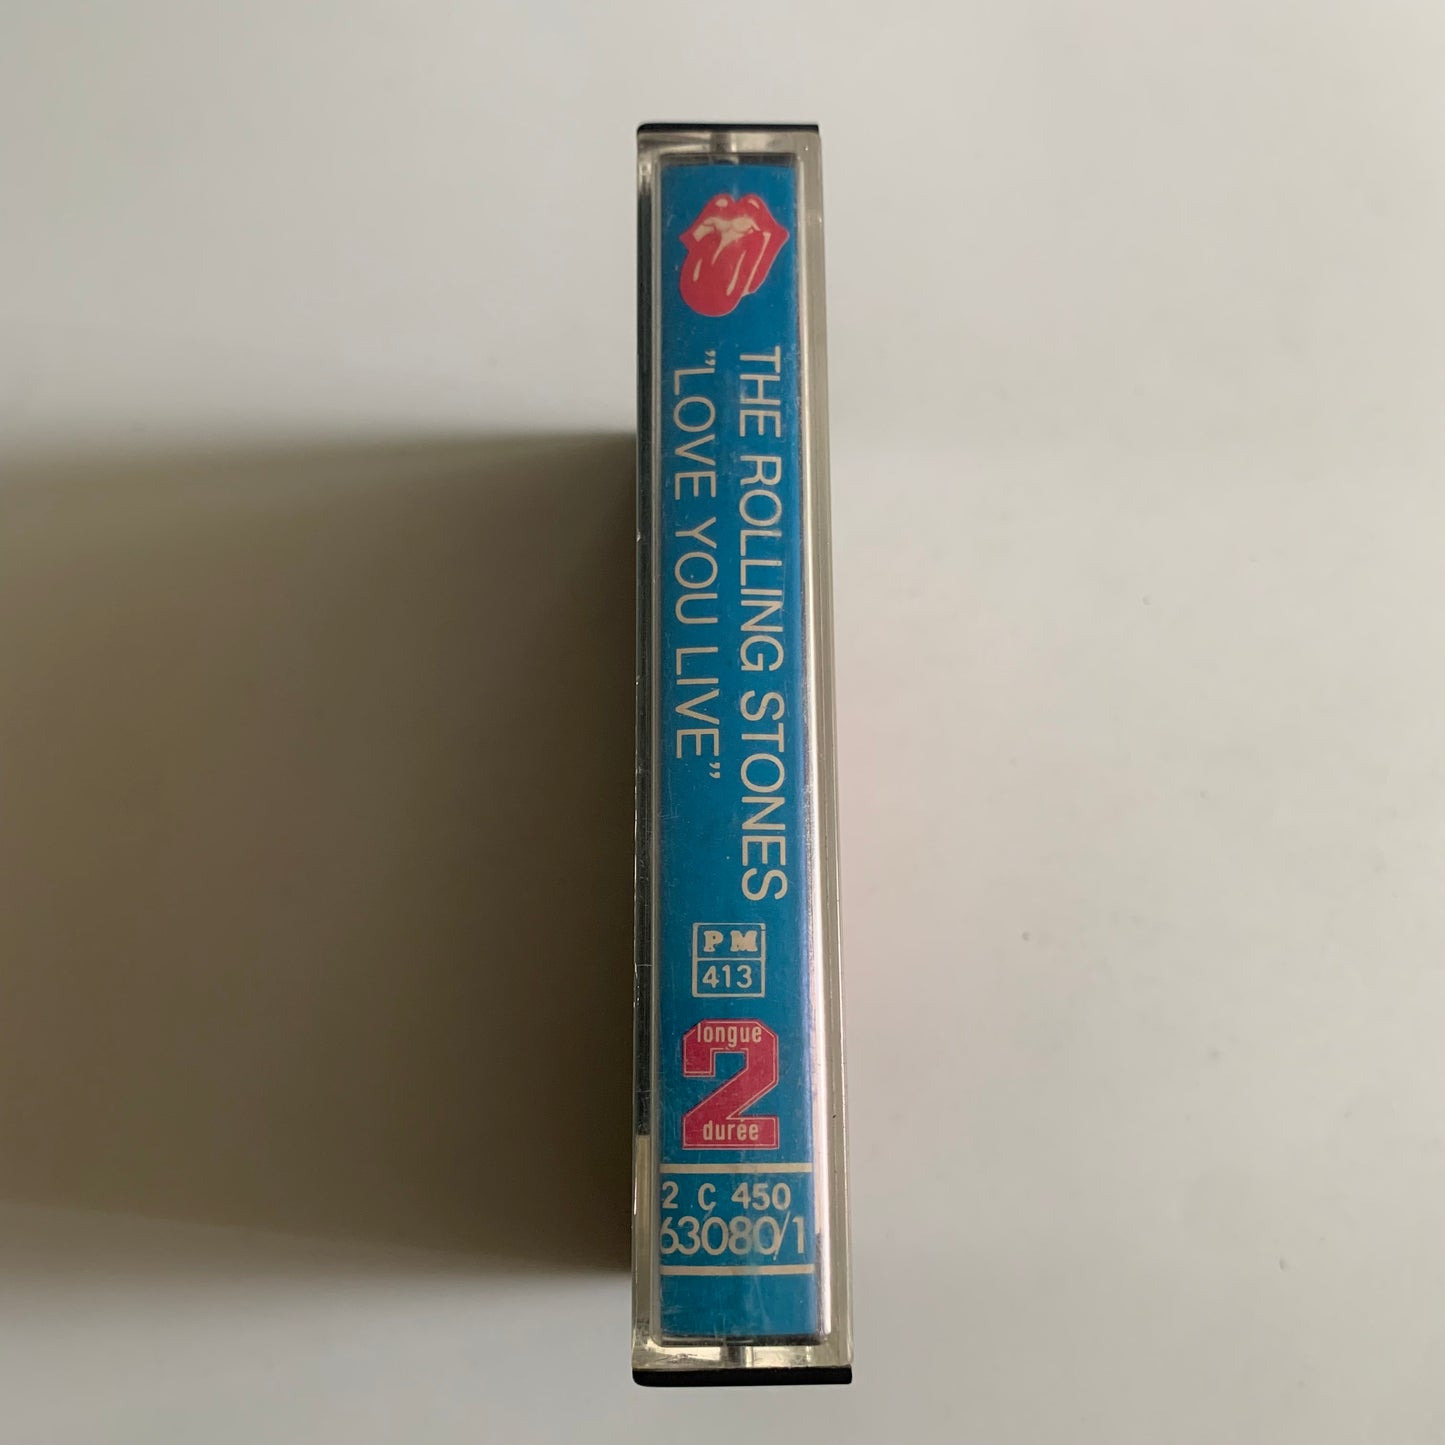 THE ROLLING STONES
"LOVE YOU LIVE"
PM
413
longue
2
durée
2 C 450
63080/1